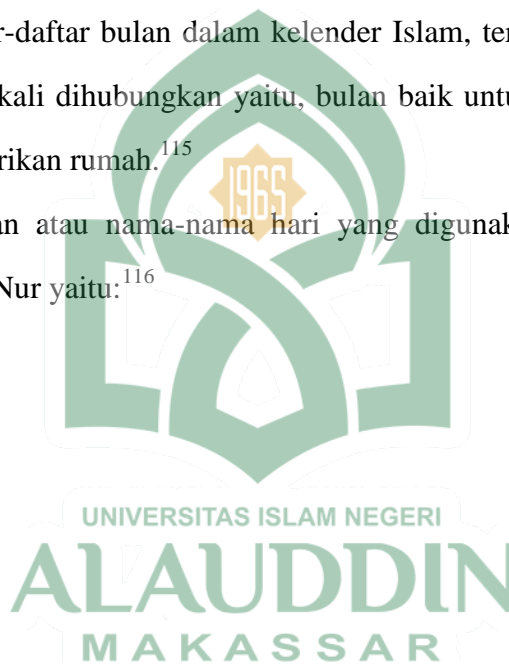 r-daftar bulan dalam kelender Islam, ter
kali dihubungkan yaitu, bulan baik untu
rikan rumah.115
an atau nama-nama hari yang digunak
Nur yaitu:116
1965
UNIVERSITAS ISLAM NEGERI
ALAUDDIN
MAKASSAR